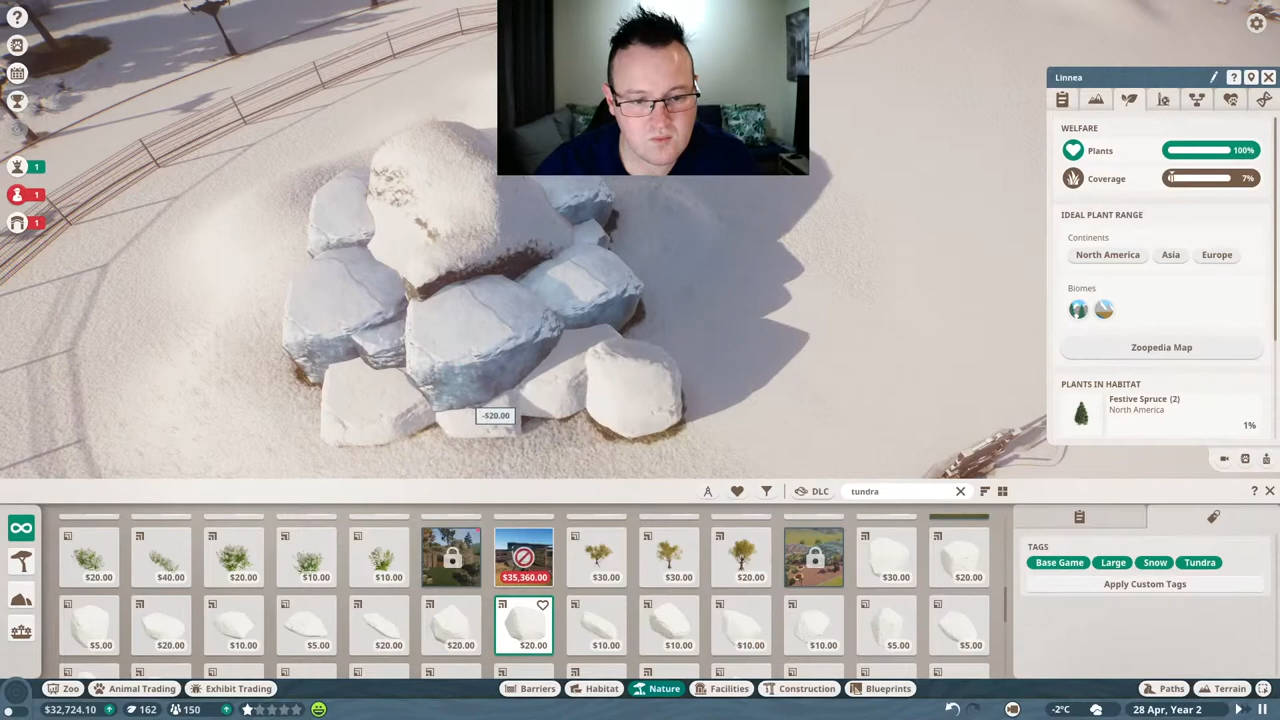 ?
Linnea
?
WELFARE
Plants 100%
Coverage 7%
IDEAL PLANT RANGE
Continents
North America Asia Europe
Biomes
Zoopedia Map
PLANTS IN HABITAT
Festive Spruce (2)
North America
1%
1
1
1
-$20.00
DLC tundra
?
$20.00 $40.00 $20.00 $10.00 $10.00 $35,360.00 $30.00 $30.00 $20.00 $30.00 $20.00
$5.00 $20.00 $10.00 $5.00 $20.00 $20.00 $20.00 $10.00 $10.00 $10.00 $10.00 $5.00 $5.00
TAGS
Base Game Large Snow Tundra
Apply Custom Tags
Zoo Animal Trading Exhibit Trading Barriers Habitat Nature Facilities Construction Blueprints Paths Terrain
$32,724.10 162 150 -2°C 28 Apr, Year 2